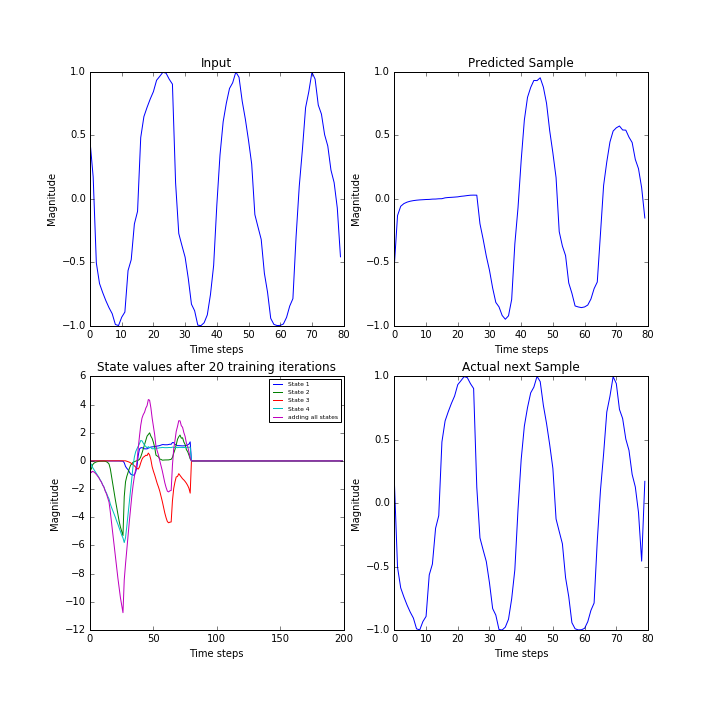 Input
Magnitude
1.0
0.5
0.0
−0.5
−1.0
0 10 20 30 40 50 60 70 80
Time steps
Predicted Sample
Magnitude
1.0
0.5
0.0
−0.5
−1.0
0 10 20 30 40 50 60 70 80
Time steps
State values after 20 training iterations
Magnitude
6
4
2
0
−2
−4
−6
−8
−10
−12
0 50 100 150 200
Time steps
State 1
State 2
State 3
State 4
adding all states
Actual next Sample
Magnitude
1.0
0.5
0.0
−0.5
−1.0
0 10 20 30 40 50 60 70 80
Time steps